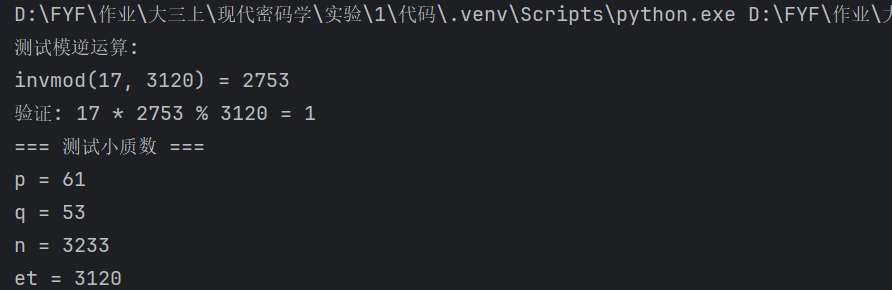 D:\FYF\作业\大三上\现代密码学\实验\1\代码\.venv\Scripts\python.exe D:\FYF\作业\
测试模逆运算:
invmod(17, 3120) = 2753
验证: 17 * 2753 % 3120 = 1
=== 测试小质数 ===
p = 61
q = 53
n = 3233
et = 3120